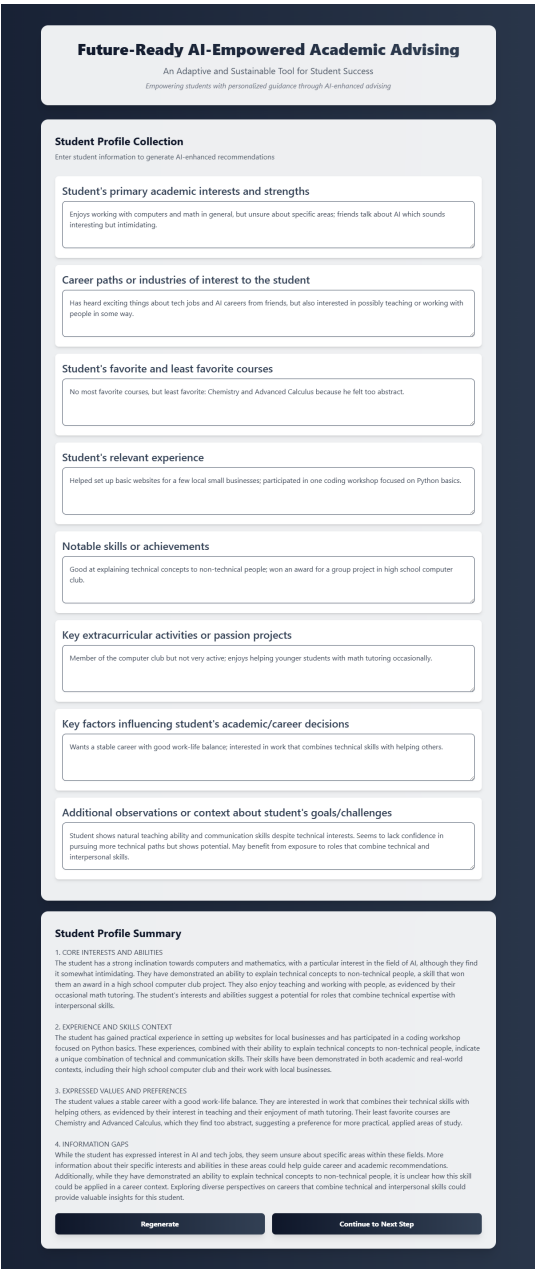 Future-Ready AI-Empowered Academic Advising
An Adaptive and Sustainable Tool for Student Success
Empowering students with personalized guidance through AI-enhanced advising
Student Profile Collection
Enter student information to generate AI-enhanced recommendations
Student's primary academic interests and strengths
Enjoys working with computers and math in general, but unsure about specific areas; friends talk about AI which sounds
interesting but intimidating.
Career paths or industries of interest to the student
Has heard exciting things about tech jobs and AI careers from friends, but also interested in possibly teaching or working with
people in some way.
Student's favorite and least favorite courses
No most favorite courses, but least favorite: Chemistry and Advanced Calculus because he felt too abstract.
Student's relevant experience
Helped set up basic websites for a few local small businesses; participated in one coding workshop focused on Python basics.
Notable skills or achievements
Good at explaining technical concepts to non-technical people; won an award for a group project in high school computer
club.
Key extracurricular activities or passion projects
Member of the computer club but not very active; enjoys helping younger students with math tutoring occasionally.
Key factors influencing student's academic/career decisions
Wants a stable career with good work-life balance; interested in work that combines technical skills with helping others.
Additional observations or context about student's goals/challenges
Student shows natural teaching ability and communication skills despite technical interests. Seems to lack confidence in
pursuing more technical paths but shows potential. May benefit from exposure to roles that combine technical and
interpersonal skills.
Student Profile Summary
1. CORE INTERESTS AND ABILITIES
The student has a strong inclination towards computers and mathematics, with a particular interest in the field of AI, although they find
it somewhat intimidating. They have demonstrated an ability to explain technical concepts to non-technical people, a skill that won
them an award in a high school computer club project. They also enjoy teaching and working with people, as evidenced by their
occasional math tutoring. The student's interests and abilities suggest a potential for roles that combine technical expertise with
interpersonal skills.
2. EXPERIENCE AND SKILLS CONTEXT
The student has gained practical experience in setting up websites for local businesses and has participated in a coding workshop
focused on Python basics. These experiences, combined with their ability to explain technical concepts to non-technical people, indicate
a unique combination of technical and communication skills. Their skills have been demonstrated in both academic and real-world
contexts, including their high school computer club and their work with local businesses.
3. EXPRESSED VALUES AND PREFERENCES
The student values a stable career with a good work-life balance. They are interested in work that combines their technical skills with
helping others, as evidenced by their interest in teaching and their enjoyment of math tutoring. Their least favorite courses are
Chemistry and Advanced Calculus, which they find too abstract, suggesting a preference for more practical, applied areas of study.
4. INFORMATION GAPS
While the student has expressed interest in AI and tech jobs, they seem unsure about specific areas within these fields. More
information about their specific interests and abilities in these areas could help guide career and academic recommendations.
Additionally, while they have demonstrated an ability to explain technical concepts to non-technical people, it is unclear how this skill
could be applied in a career context. Exploring diverse perspectives on careers that combine technical and interpersonal skills could
provide valuable insights for this student.
Regenerate
Continue to Next Step